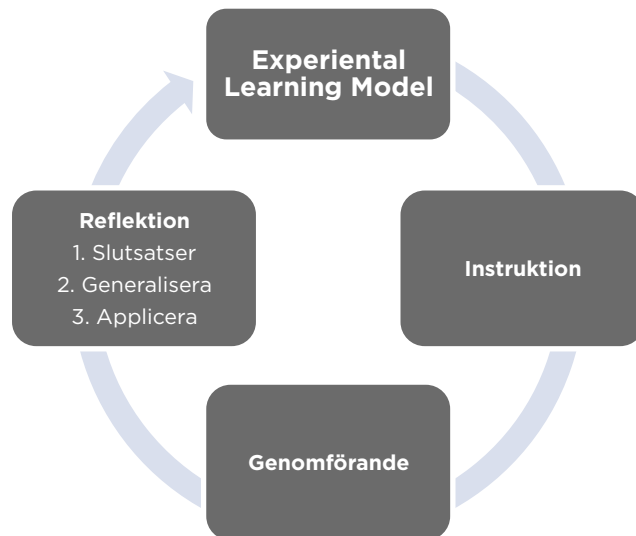 Experiental
Learning Model
Instruktion
Genomförande
Reflektion
1. Slutsatser
2. Generalisera
3. Applicera